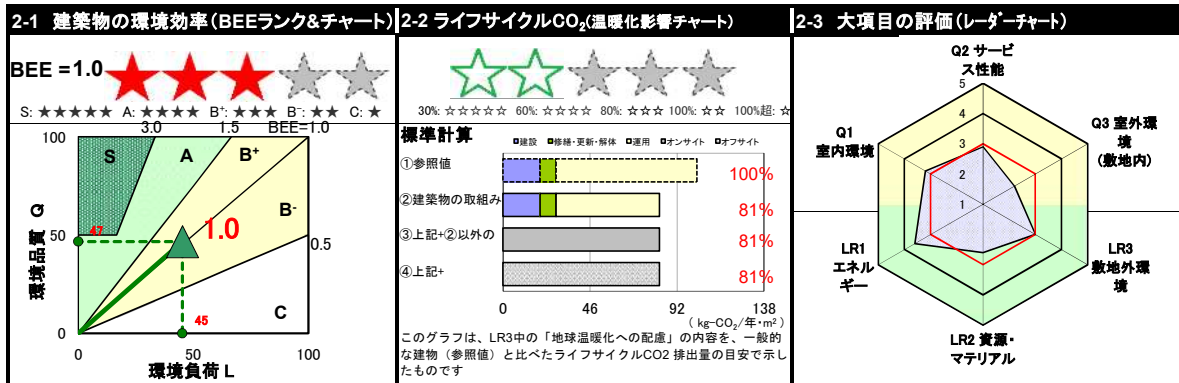 2-1 建築物の環境効率(BEEランク&チャート)
BEE =1.0
S: ★★★★★ A: ★★★★ B⁺: ★★★ B⁻: ★★ C: ★
3.0 1.5 BEE=1.0
100
S
A
B⁺
B⁻
1.0
47
50
0.5
環境品質 Q
45
C
0
0 50 100
環境負荷 L
2-2 ライフサイクルCO₂(温暖化影響チャート)
30%: ☆☆☆☆☆ 60%: ☆☆☆☆ 80%: ☆☆☆ 100%: ☆☆ 100%超: ☆
標準計算
■建設 ■修繕・更新・解体 □運用 □オンサイト □オフサイト
①参照値
100%
②建築物の取組み
81%
③上記+②以外の
81%
④上記+
81%
0 46 92 138
( kg-CO₂/年・m² )
このグラフは、LR3中の「地球温暖化への配慮」の内容を、一般的
な建物(参照値)と比べたライフサイクルCO2 排出量の目安で示し
たものです
2-3 大項目の評価(レーダーチャート)
Q2 サービ
ス性能
5
4
3
2
1
Q1
室内環境
Q3 室外環
境
(敷地内)
LR1
エネル
ギー
LR3
敷地外環
境
LR2 資源・
マテリアル